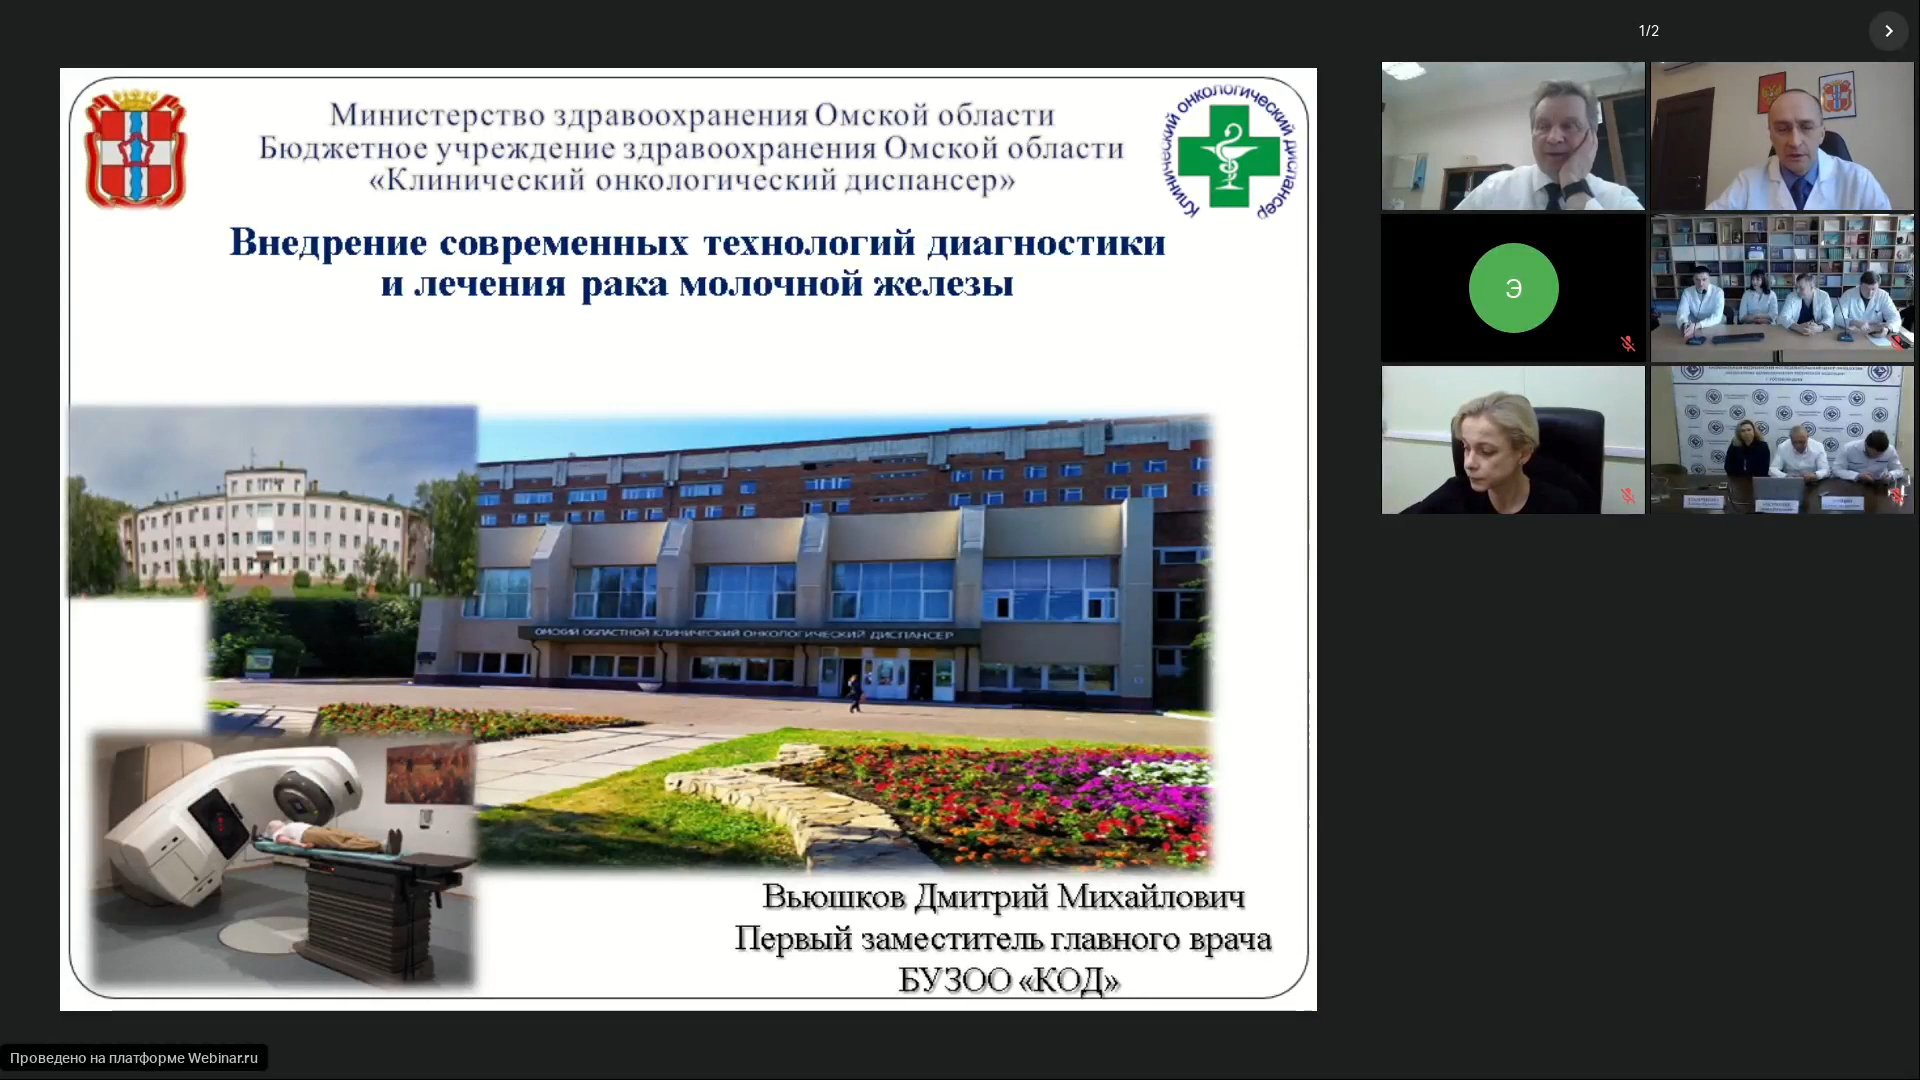 1/2
Министерство здравоохранения Омской области
Бюджетное учреждение здравоохранения Омской области
«Клинический онкологический диспансер»
Клинический онкологический диспансер
Внедрение современных технологий диагностики
и лечения рака молочной железы
ОМСКИЙ ОБЛАСТНОЙ КЛИНИЧЕСКИЙ ОНКОЛОГИЧЕСКИЙ ДИСПАНСЕР
Вьюшков Дмитрий Михайлович
Первый заместитель главного врача
БУЗОО «КОД»
Э
Проведено на платформе Webinar.ru